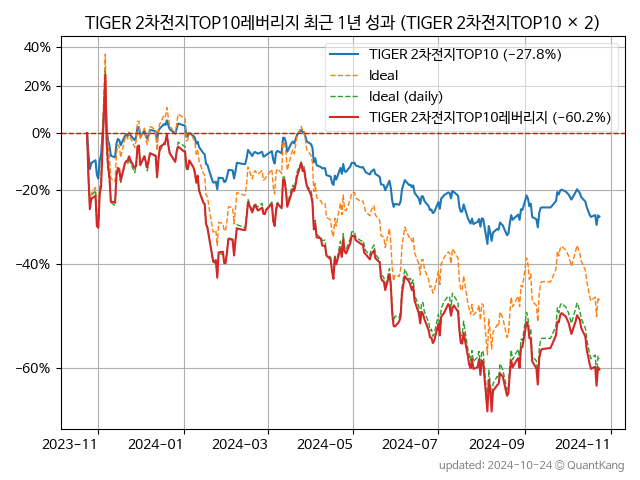 TIGER 2차전지TOP10레버리지 최근 1년 성과 (TIGER 2차전지TOP10 × 2)
40%
20%
0%
−20%
−40%
−60%
TIGER 2차전지TOP10 (−27.8%)
Ideal
Ideal (daily)
TIGER 2차전지TOP10레버리지 (−60.2%)
2023-11
2024-01
2024-03
2024-05
2024-07
2024-09
2024-11
updated: 2024-10-24 © QuantKang